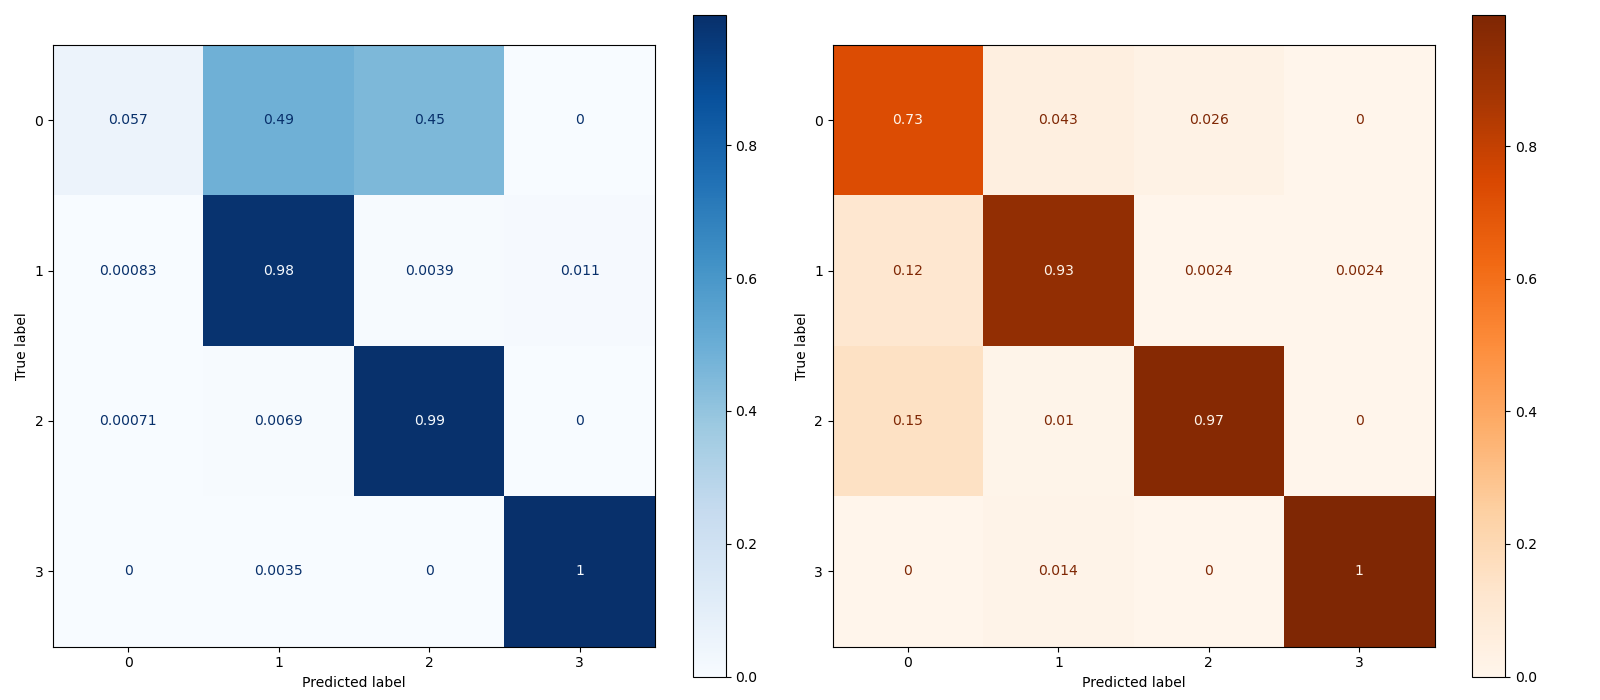 0 0.057 0.49 0.45 0
1 0.00083 0.98 0.0039 0.011
2 0.00071 0.0069 0.99 0
3 0 0.0035 0 1
0 1 2 3
Predicted label
True label
0.8
0.6
0.4
0.2
0.0
0 0.73 0.043 0.026 0
1 0.12 0.93 0.0024 0.0024
2 0.15 0.01 0.97 0
3 0 0.014 0 1
0 1 2 3
Predicted label
True label
0.8
0.6
0.4
0.2
0.0